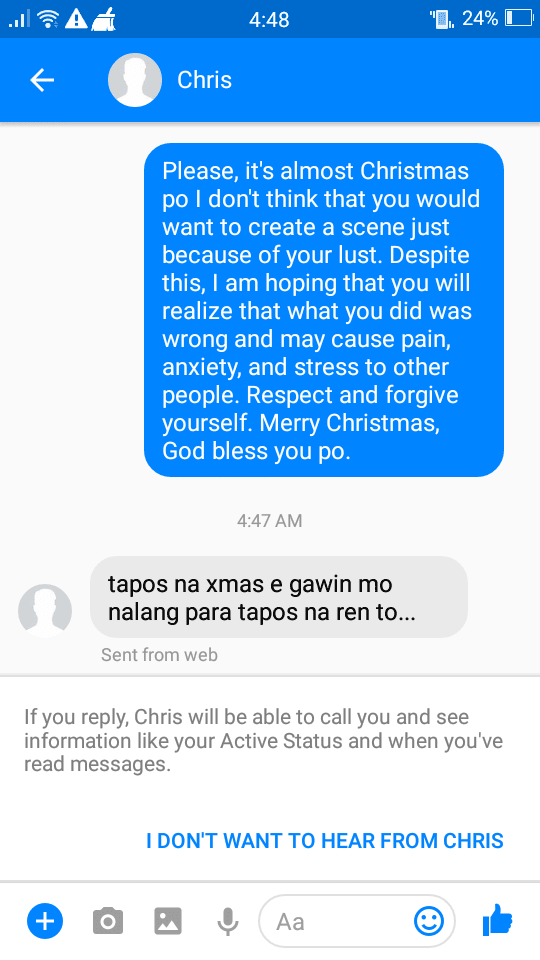 4:48
24%
Chris
Please, it's almost Christmas
po I don't think that you would
want to create a scene just
because of your lust. Despite
this, I am hoping that you will
realize that what you did was
wrong and may cause pain,
anxiety, and stress to other
people. Respect and forgive
yourself. Merry Christmas,
God bless you po.
4:47 AM
tapos na xmas e gawin mo
nalang para tapos na ren to...
Sent from web
If you reply, Chris will be able to call you and see
information like your Active Status and when you've
read messages.
I DON'T WANT TO HEAR FROM CHRIS
Aa